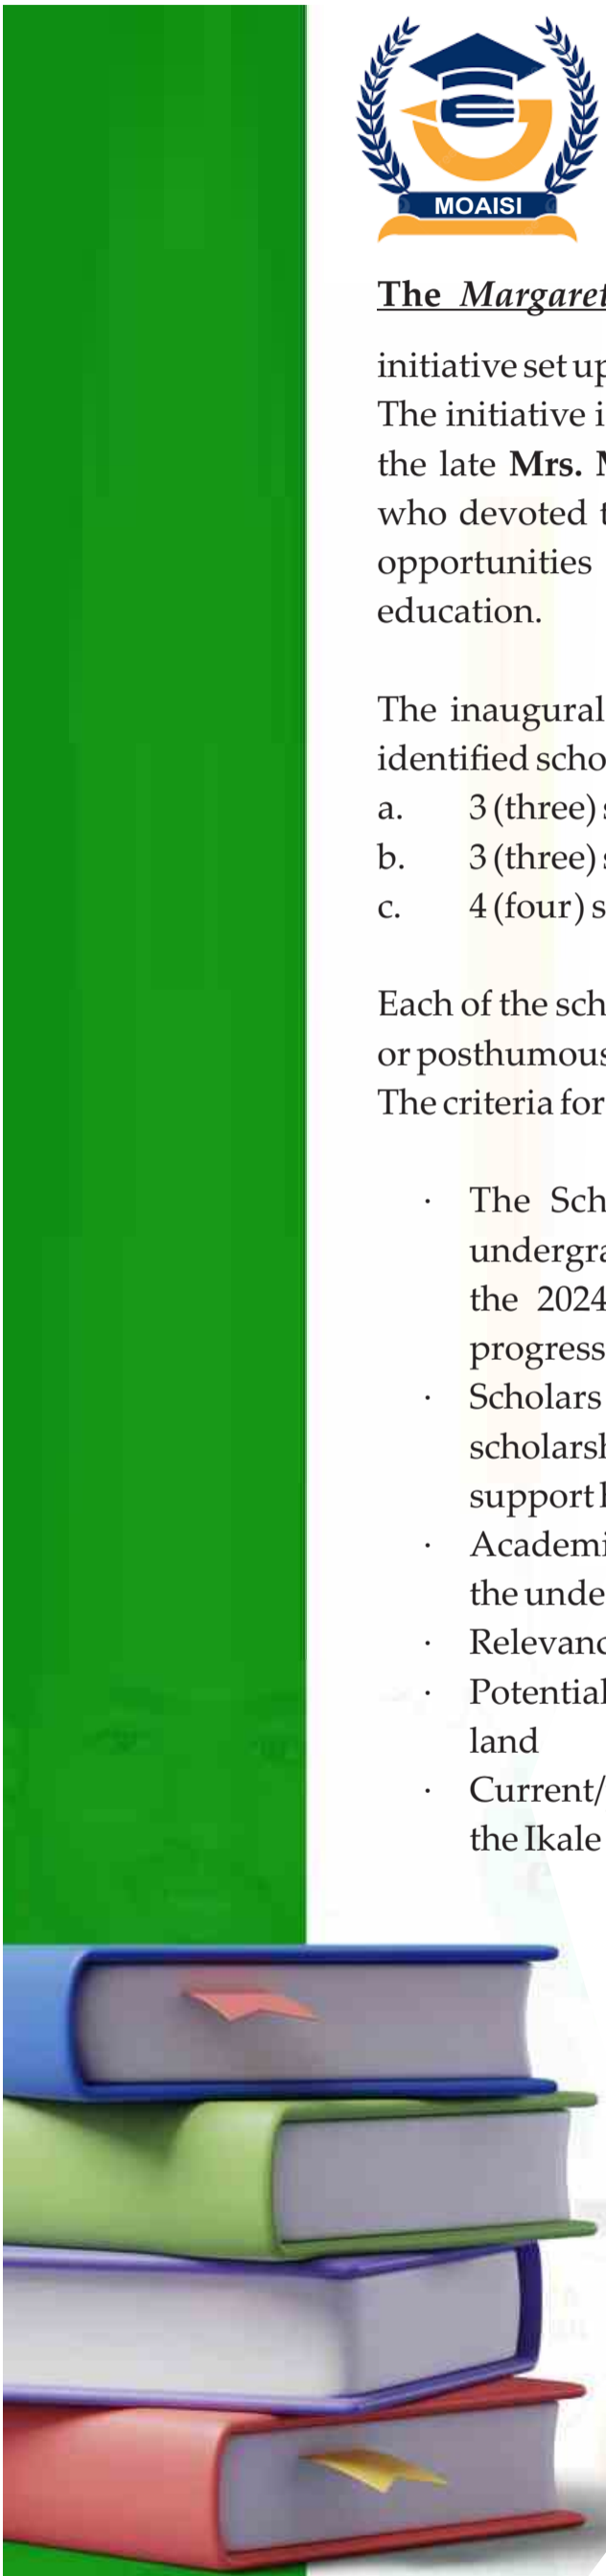 MOAISI
The Margaret
initiative set up
The initiative i
the late Mrs. M
who devoted t
opportunities
education.
The inaugural
identified scho
a. 3 (three) s
b. 3 (three) s
c. 4 (four) s
Each of the sch
or posthumous
The criteria for
· The Sch
undergra
the 2024
progress
· Scholars
scholarsh
support
· Academi
the unde
· Relevanc
· Potential
land
· Current/
the Ikale